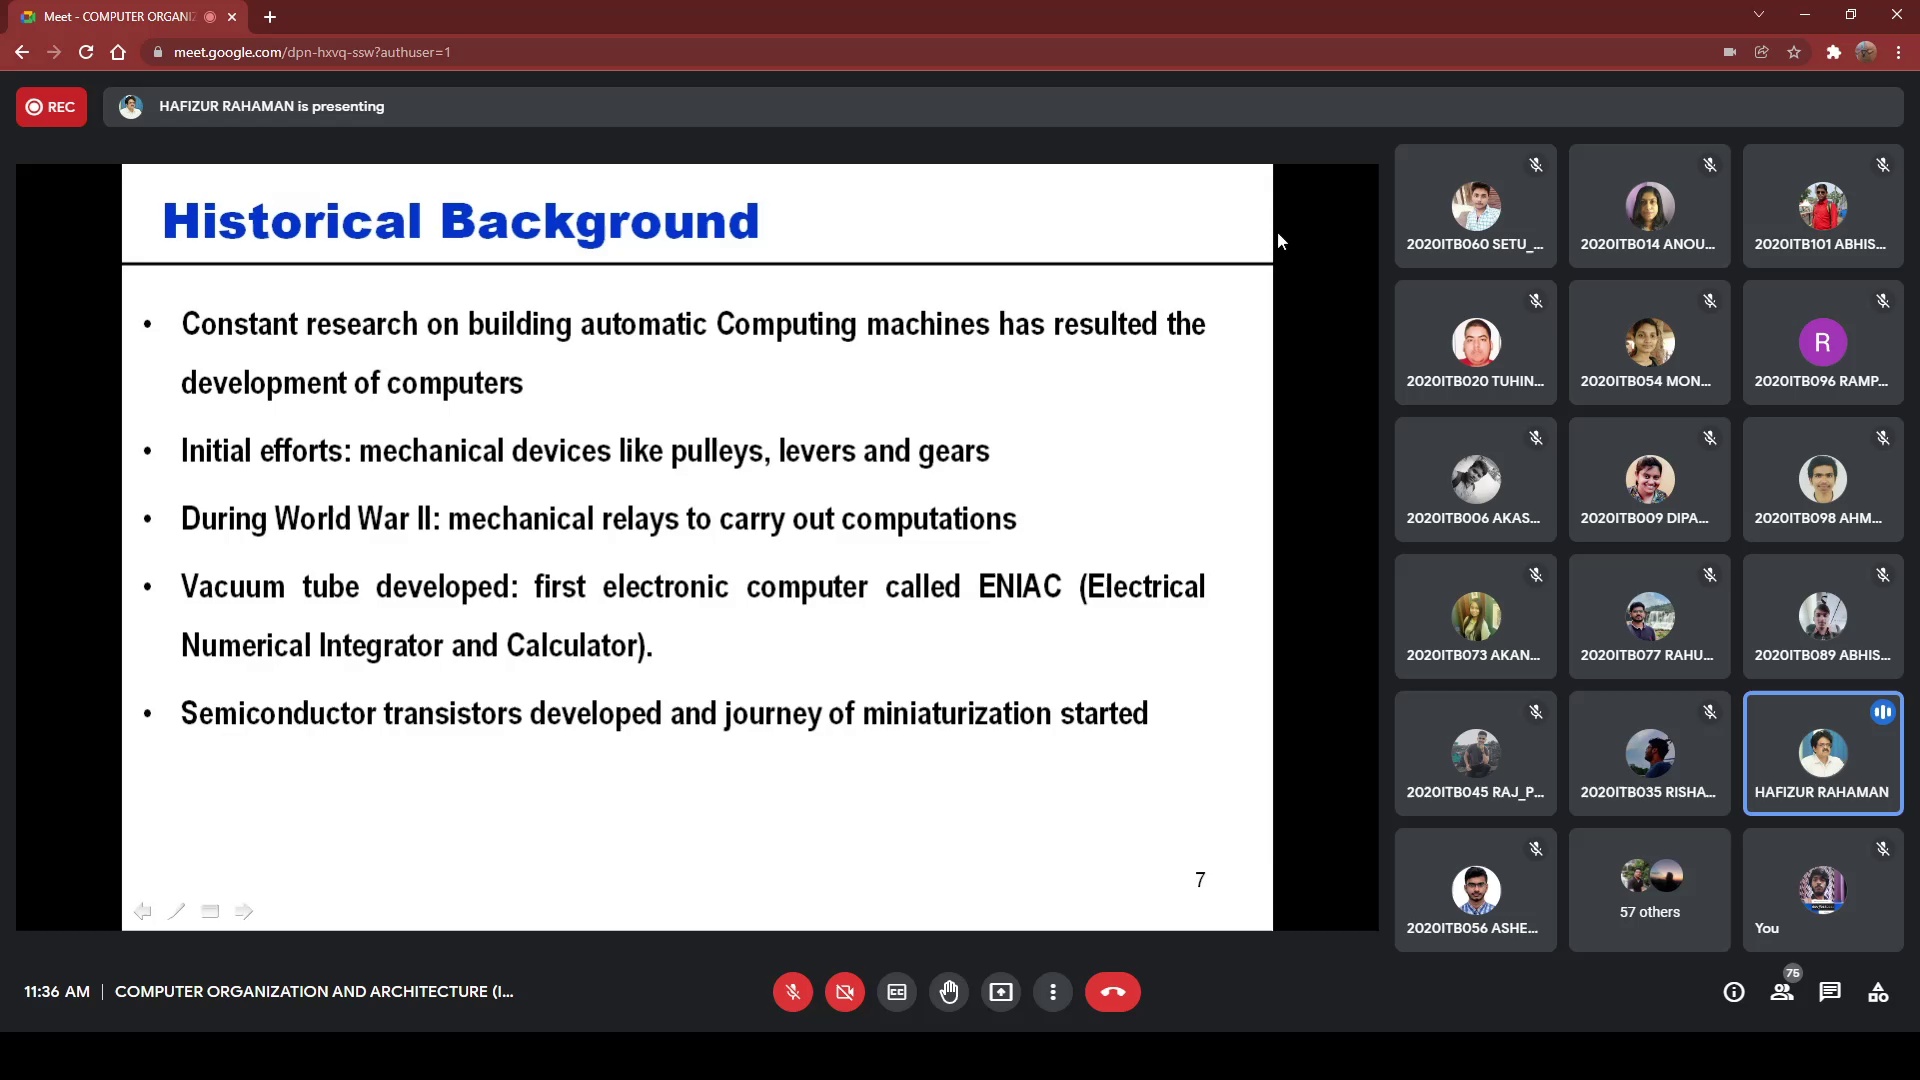 Meet - COMPUTER ORGANIZ
meet.google.com/dpn-hxvq-ssw?authuser=1
REC
HAFIZUR RAHAMAN is presenting
Historical Background
• Constant research on building automatic Computing machines has resulted the
development of computers
• Initial efforts: mechanical devices like pulleys, levers and gears
• During World War II: mechanical relays to carry out computations
• Vacuum tube developed: first electronic computer called ENIAC (Electrical
Numerical Integrator and Calculator).
• Semiconductor transistors developed and journey of miniaturization started
7
2020ITB060 SETU_...
2020ITB014 ANOU...
2020ITB101 ABHIS...
2020ITB020 TUHIN...
2020ITB054 MON...
R
2020ITB096 RAMP...
2020ITB006 AKAS...
2020ITB009 DIPA...
2020ITB098 AHM...
2020ITB073 AKAN...
2020ITB077 RAHU...
2020ITB089 ABHIS...
2020ITB045 RAJ_P...
2020ITB035 RISHA...
HAFIZUR RAHAMAN
2020ITB056 ASHE...
57 others
You
11:36 AM | COMPUTER ORGANIZATION AND ARCHITECTURE (I...
75